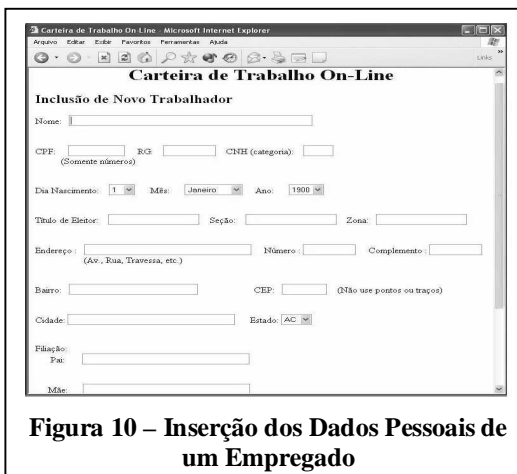 Carteira de Trabalho On-Line - Microsoft Internet Explorer
Arquivo Editar Exibir Favoritos Ferramentas Ajuda
Links
Carteira de Trabalho On-Line
Inclusão de Novo Trabalhador
Nome:
CPF: RG: CNH (categoria):
(Somente números)
Dia Nascimento: 1 Mês: Janeiro Ano: 1900
Título de Eleitor: Seção: Zona:
Endereço : Número : Complemento :
(Av., Rua, Travessa, etc.)
Bairro: CEP: (Não use pontos ou traços)
Cidade: Estado: AC
Filiação:
Pai:
Mãe:
Figura 10 – Inserção dos Dados Pessoais de
um Empregado